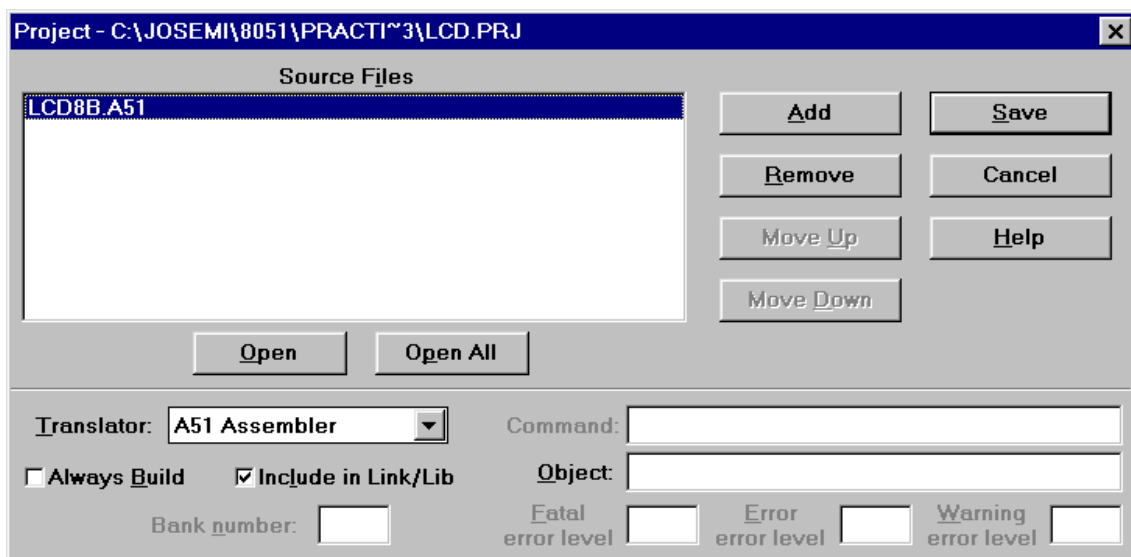 Project - C:\JOSEMI\8051\PRACTI~3\LCD.PRJ
Source Files
LCD8B.A51
Add
Save
Remove
Cancel
Move Up
Help
Move Down
Open
Open All
Translator: A51 Assembler
Command:
Always Build
Include in Link/Lib
Object:
Bank number:
Fatal
error level
Error
error level
Warning
error level